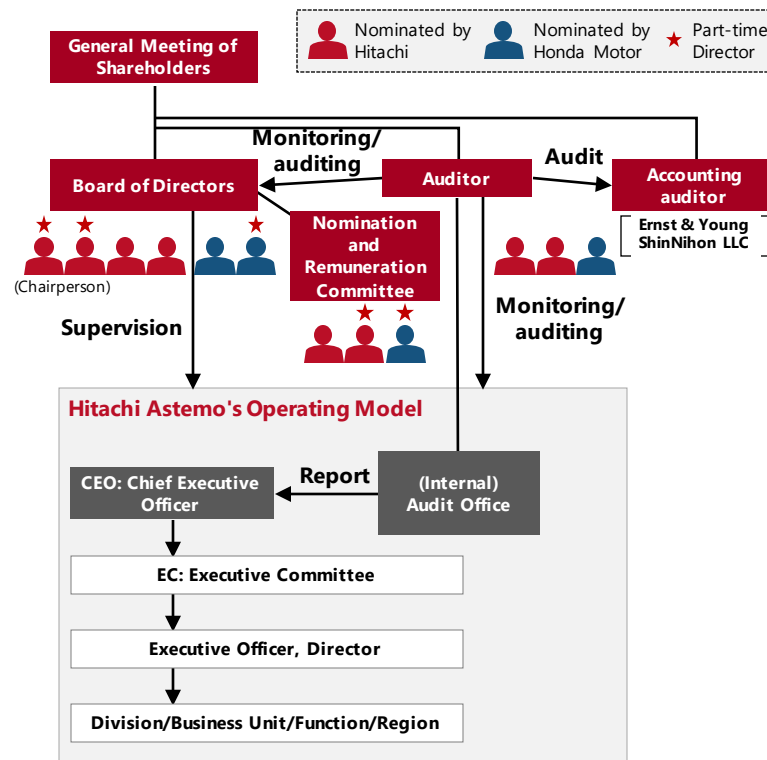 General Meeting of
Shareholders
Nominated by
Hitachi
Nominated by
Honda Motor
Part-time
Director
Monitoring/
auditing
Audit
Board of Directors
Auditor
Accounting
auditor
Ernst & Young
ShinNihon LLC
Nomination
and
Remuneration
Committee
(Chairperson)
Supervision
Monitoring/
auditing
Hitachi Astemo's Operating Model
CEO: Chief Executive
Officer
Report
(Internal)
Audit Office
EC: Executive Committee
Executive Officer, Director
Division/Business Unit/Function/Region